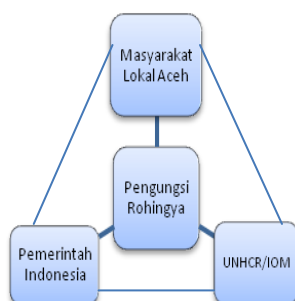 Masyarakat
Lokal Aceh
Pengungsi
Rohingya
Pemerintah
Indonesia
UNHCR/IOM